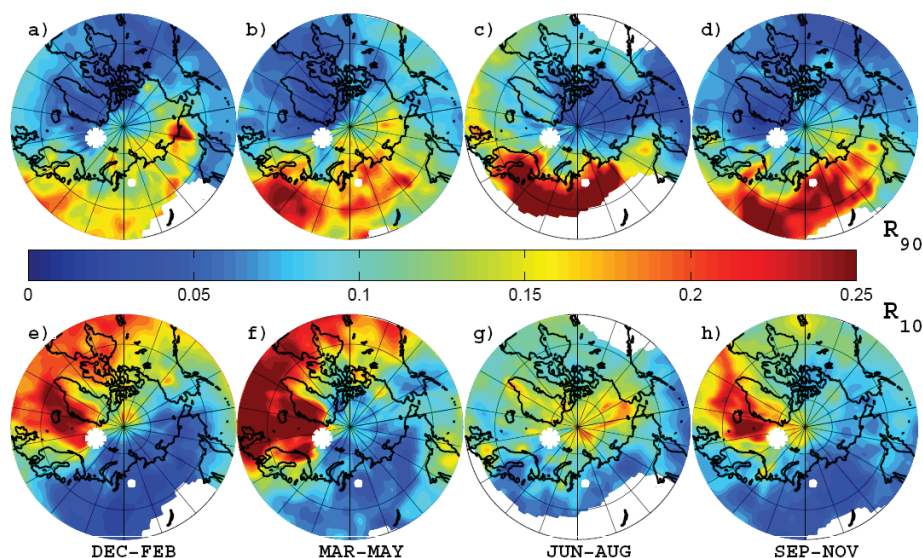 a) b) c) d)
R90
0 0.05 0.1 0.15 0.2 0.25
R10
e) f) g) h)
DEC-FEB MAR-MAY JUN-AUG SEP-NOV